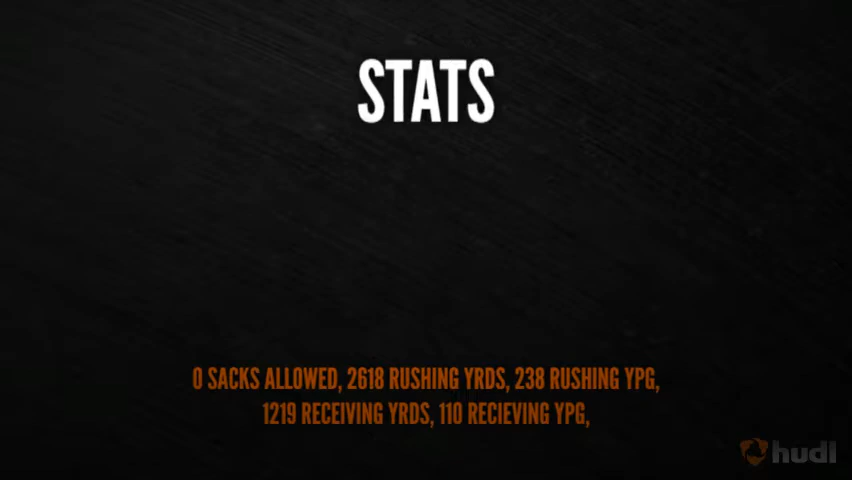 STATS
0 SACKS ALLOWED, 2618 RUSHING YRDS, 238 RUSHING YPG,
1219 RECEIVING YRDS, 110 RECIEVING YPG,
hudl